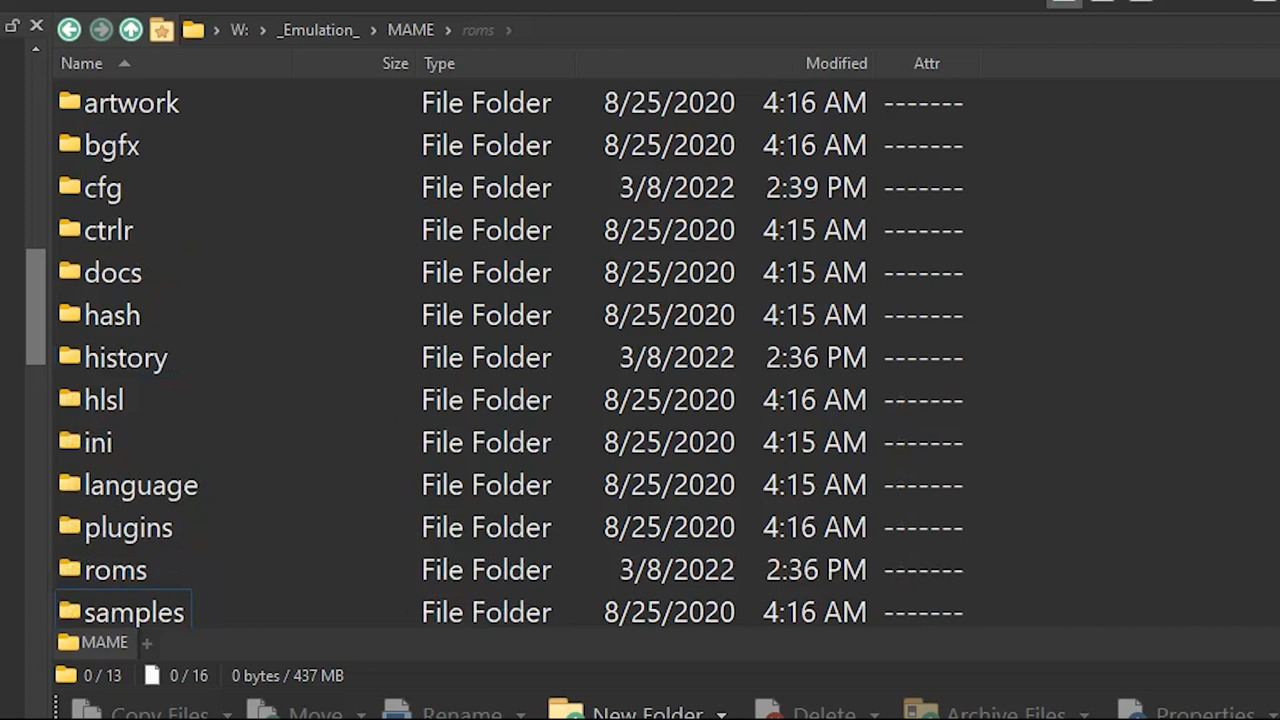 W: _Emulation_ MAME roms
Name Size Type Modified Attr
artwork File Folder 8/25/2020 4:16 AM -------
bgfx File Folder 8/25/2020 4:16 AM -------
cfg File Folder 3/8/2022 2:39 PM -------
ctrlr File Folder 8/25/2020 4:15 AM -------
docs File Folder 8/25/2020 4:15 AM -------
hash File Folder 8/25/2020 4:15 AM -------
history File Folder 3/8/2022 2:36 PM -------
hlsl File Folder 8/25/2020 4:16 AM -------
ini File Folder 8/25/2020 4:15 AM -------
language File Folder 8/25/2020 4:15 AM -------
plugins File Folder 8/25/2020 4:16 AM -------
roms File Folder 3/8/2022 2:36 PM -------
samples File Folder 8/25/2020 4:16 AM -------
MAME +
0 / 13 0 / 16 0 bytes / 437 MB
Copy Files Move Rename New Folder Delete Archive Files Properties